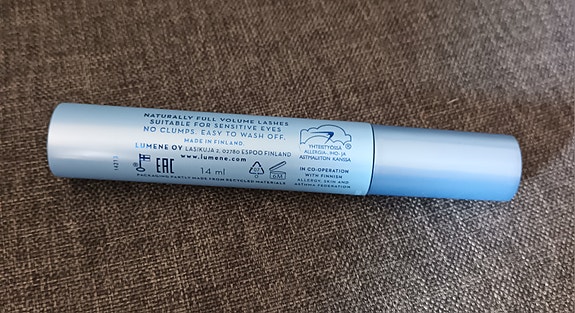 NATURALLY FULL VOLUME LASHES
SUITABLE FOR SENSITIVE EYES
NO CLUMPS. EASY TO WASH OFF.
MADE IN FINLAND.
LUMENE OY LASIKUJA 2, 02780 ESPOO FINLAND
www.lumene.com
EAC 14 ml 6M
PACKAGING PARTLY MADE FROM RECYCLED MATERIALS
YHTEISTYÖSSÄ
ALLERGIA-, IHO- JA
ASTMALIITON KANSSA
IN CO-OPERATION
WITH FINNISH
ALLERGY, SKIN AND
ASTHMA FEDERATION